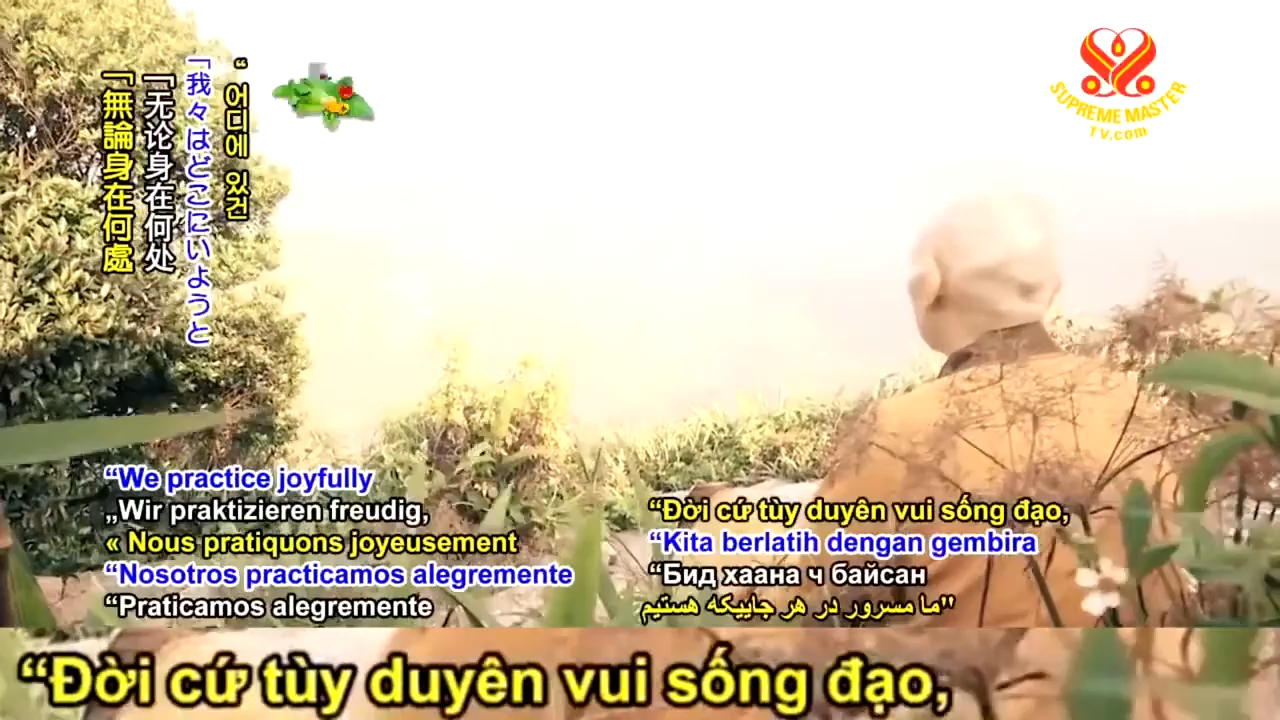 SUPREME MASTER
TV.com
“어디에 있건
「我々はどこにいようと
「无论身在何处
「無論身在何處
“We practice joyfully
„Wir praktizieren freudig,
« Nous pratiquons joyeusement
“Nosotros practicamos alegremente
“Praticamos alegremente
“Đời cứ tùy duyên vui sống đạo,
“Kita berlatih dengan gembira
“Бид хаана ч байсан
"ما مسرور در هر جاییکه هستیم
“Đời cứ tùy duyên vui sống đạo,